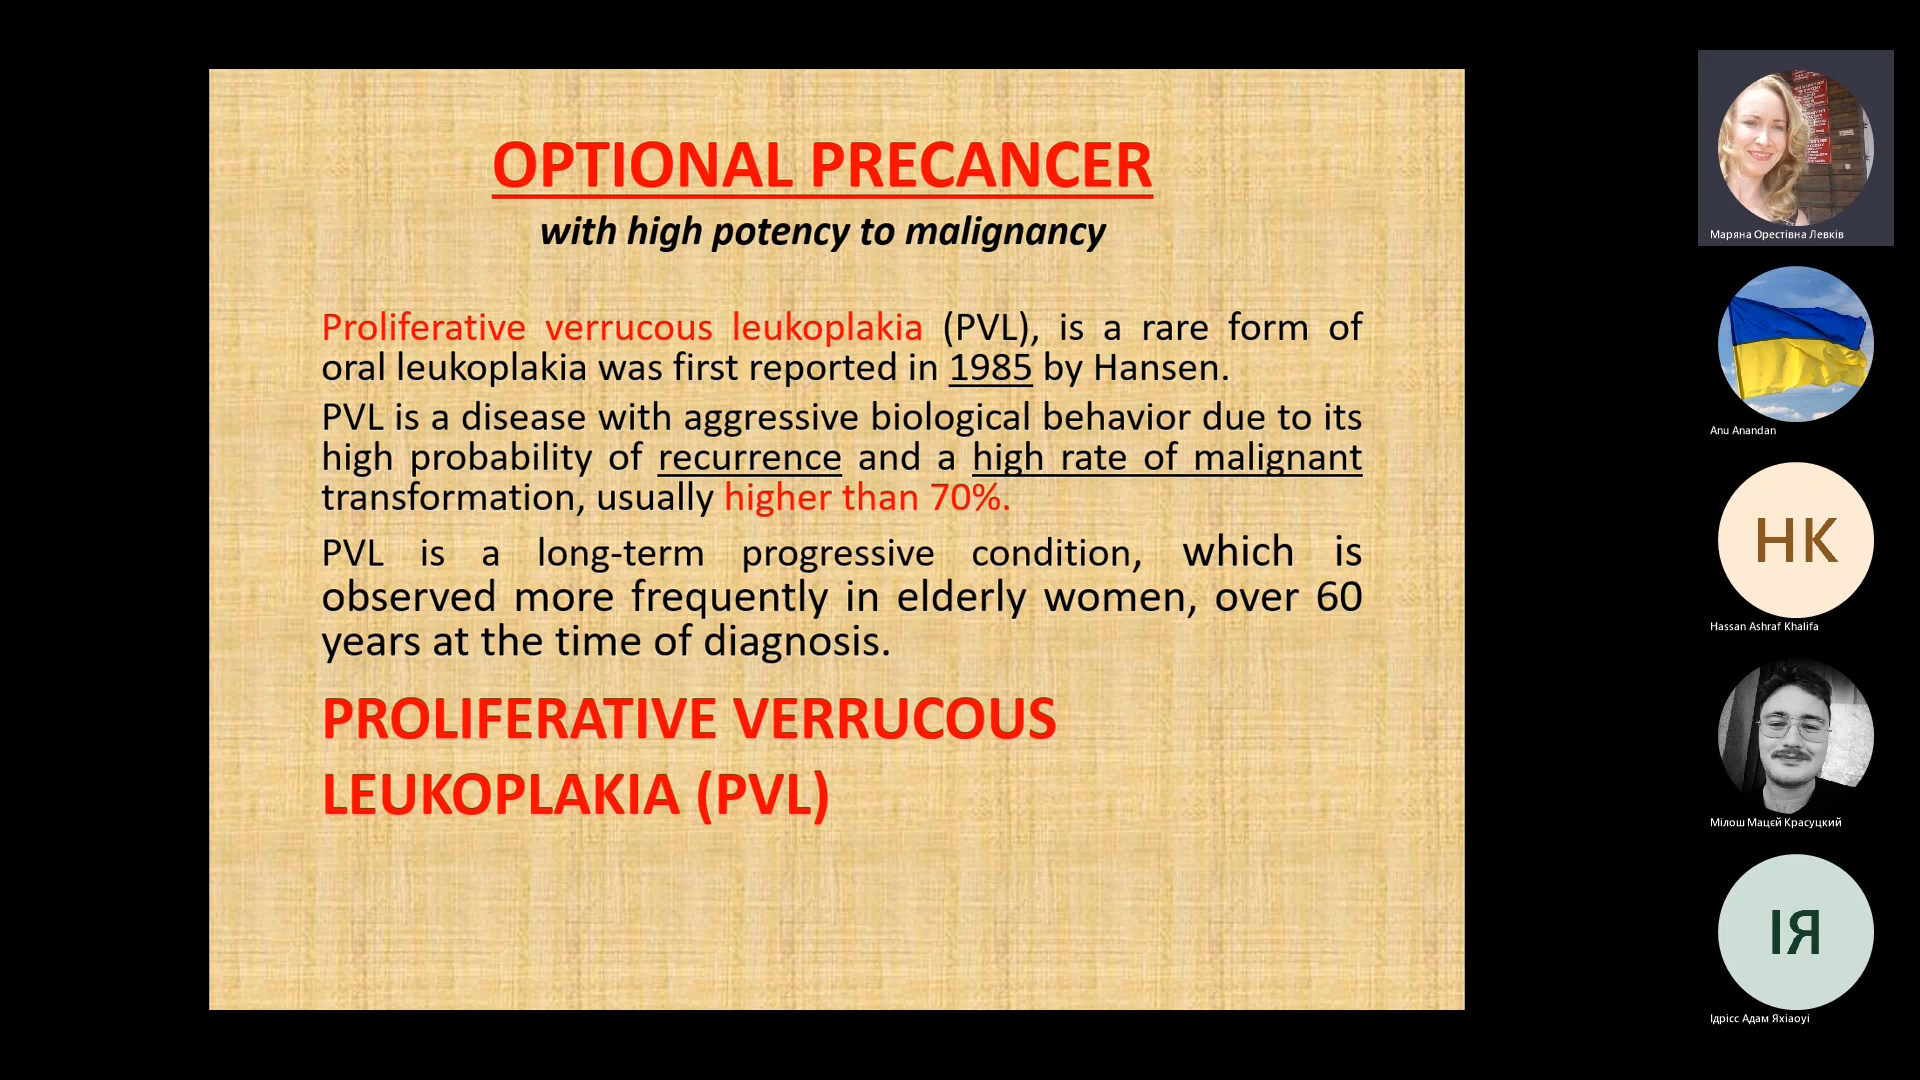 OPTIONAL PRECANCER
with high potency to malignancy
Proliferative verrucous leukoplakia (PVL), is a rare form of
oral leukoplakia was first reported in 1985 by Hansen.
PVL is a disease with aggressive biological behavior due to its
high probability of recurrence and a high rate of malignant
transformation, usually higher than 70%.
PVL is a long-term progressive condition, which is
observed more frequently in elderly women, over 60
years at the time of diagnosis.
PROLIFERATIVE VERRUCOUS
LEUKOPLAKIA (PVL)
Маряна Орестівна Левків
Anu Anandan
НК
Hassan Ashraf Khalifa
Мілош Мацєй Красуцкий
ІЯ
Ідрісс Адам Яхіаоуі